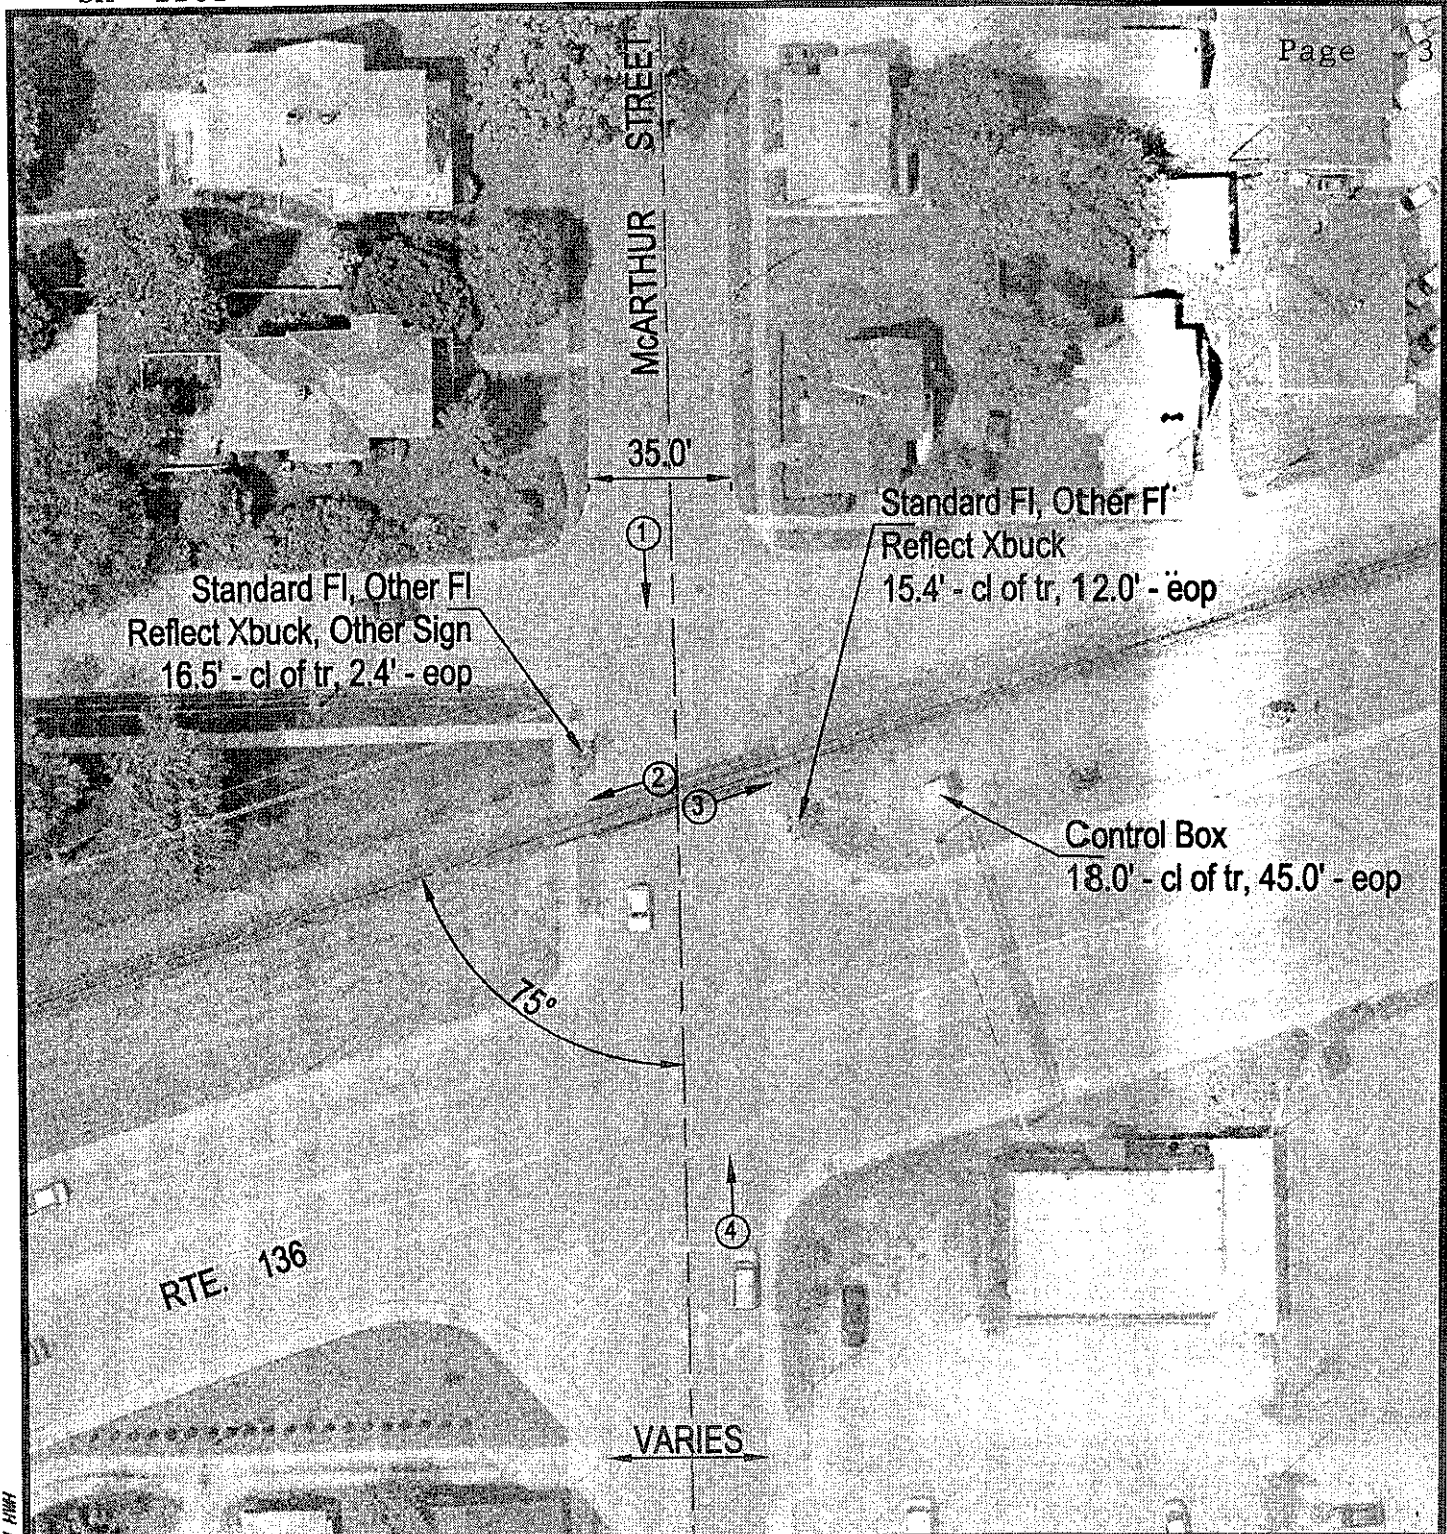 Page 3
McARTHUR STREET
35.0'
1
Standard Fl, Other Fl
Reflect Xbuck
15.4' - cl of tr, 12.0' - eop
Standard Fl, Other Fl
Reflect Xbuck, Other Sign
16.5' - cl of tr, 2.4' - eop
2
3
Control Box
18.0' - cl of tr, 45.0' - eop
75°
4
RTE. 136
VARIES